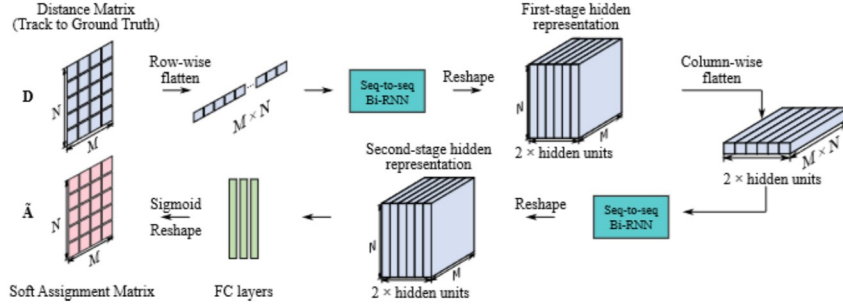 Distance Matrix
(Track to Ground Truth)
D
N
M
Row-wise
flatten
M × N
Seq-to-seq
Bi-RNN
Reshape
First-stage hidden
representation
N
M
2 × hidden units
Column-wise
flatten
M × N
2 × hidden units
Seq-to-seq
Bi-RNN
Reshape
Second-stage hidden
representation
N
M
2 × hidden units
FC layers
Sigmoid
Reshape
Ã
N
M
Soft Assignment Matrix